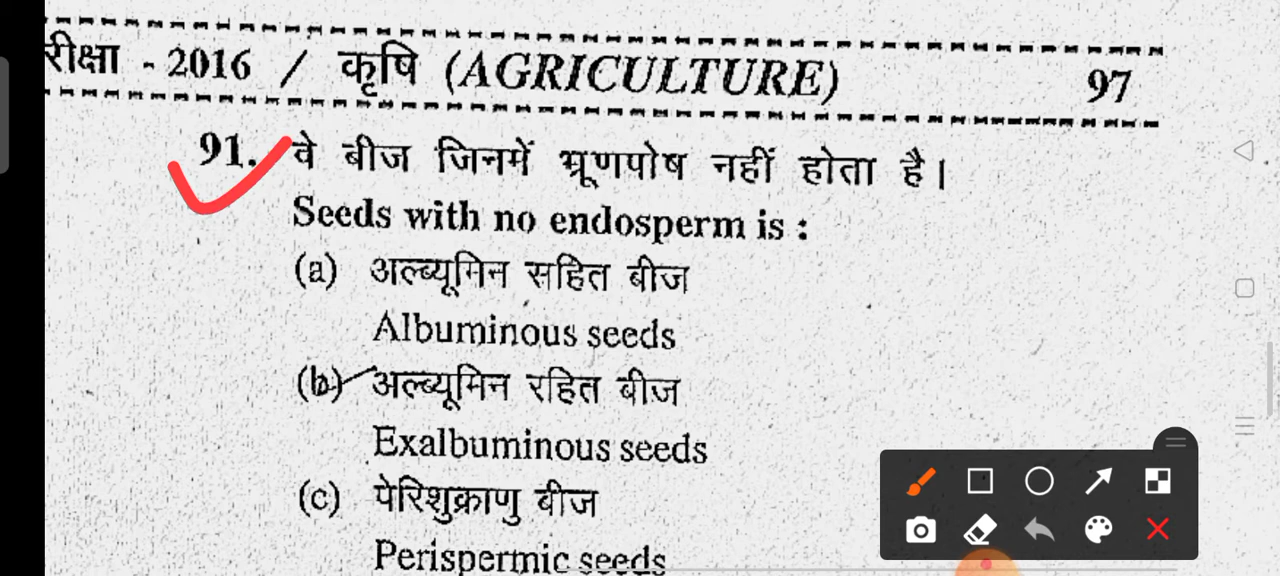 रीक्षा - 2016 / कृषि (AGRICULTURE) 97
91. वे बीज जिनमें भ्रूणपोष नहीं होता है।
Seeds with no endosperm is :
(a) अल्ब्यूमिन सहित बीज
Albuminous seeds
(b) अल्ब्यूमिन रहित बीज
Exalbuminous seeds
(c) पेरिशुक्राणु बीज
Perispermic seeds